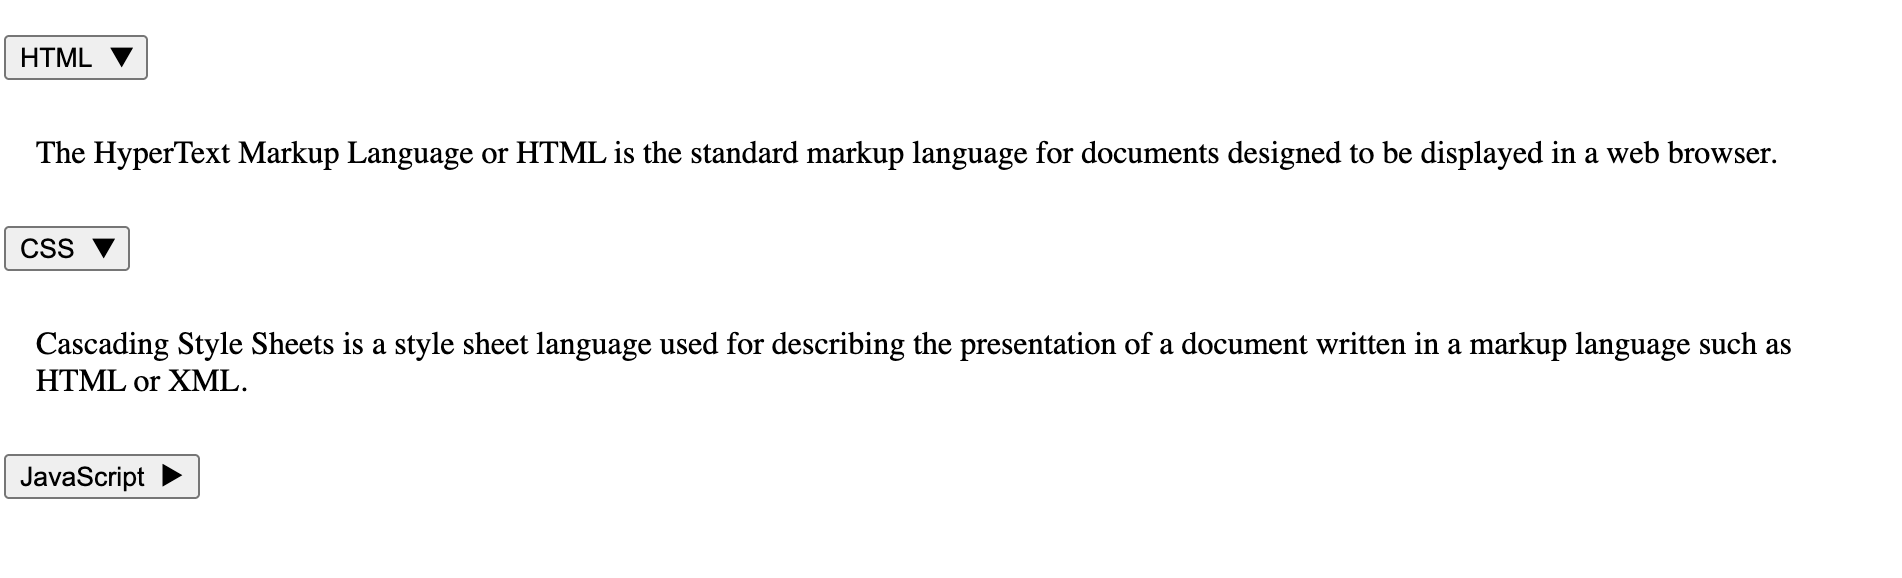 HTML ▼
The HyperText Markup Language or HTML is the standard markup language for documents designed to be displayed in a web browser.
CSS ▼
Cascading Style Sheets is a style sheet language used for describing the presentation of a document written in a markup language such as
HTML or XML.
JavaScript ▶